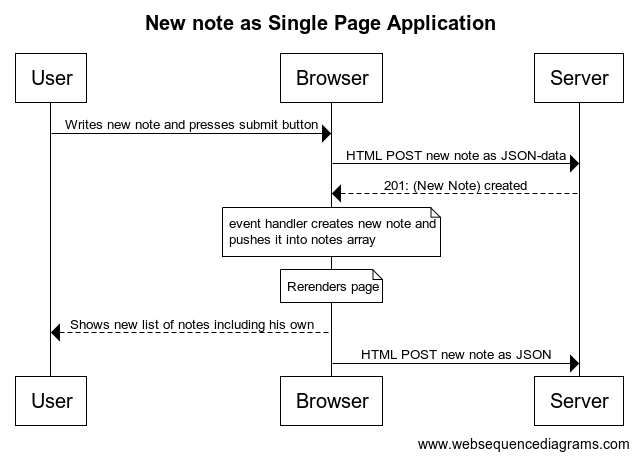 New note as Single Page Application
User
Browser
Server
Writes new note and presses submit button
HTML POST new note as JSON-data
201: (New Note) created
event handler creates new note and
pushes it into notes array
Rerenders page
Shows new list of notes including his own
HTML POST new note as JSON
User
Browser
Server
www.websequencediagrams.com